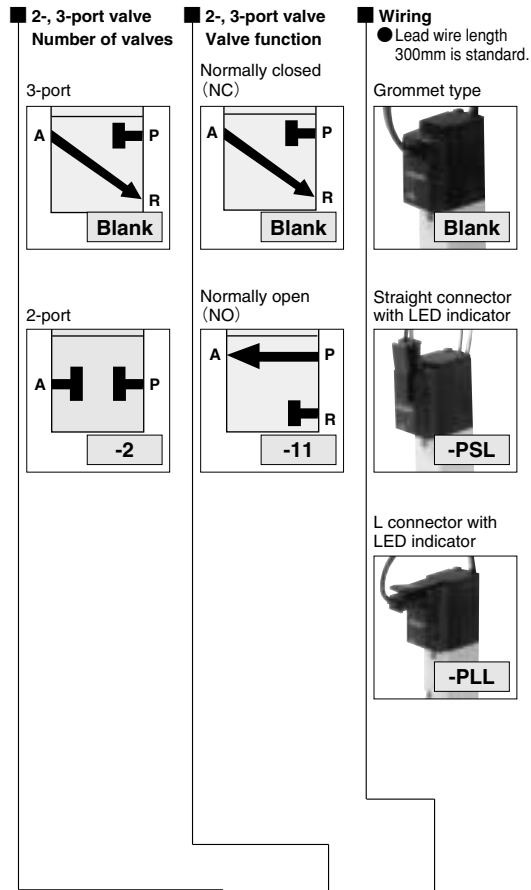 ■ 2-, 3-port valve
Number of valves
3-port
A
P
R
Blank
2-port
A
P
-2
■ 2-, 3-port valve
Valve function
Normally closed
（NC）
A
P
R
Blank
Normally open
（NO）
A
P
R
-11
■ Wiring
●Lead wire length
300mm is standard.
Grommet type
Blank
Straight connector
with LED indicator
-PSL
L connector with
LED indicator
-PLL